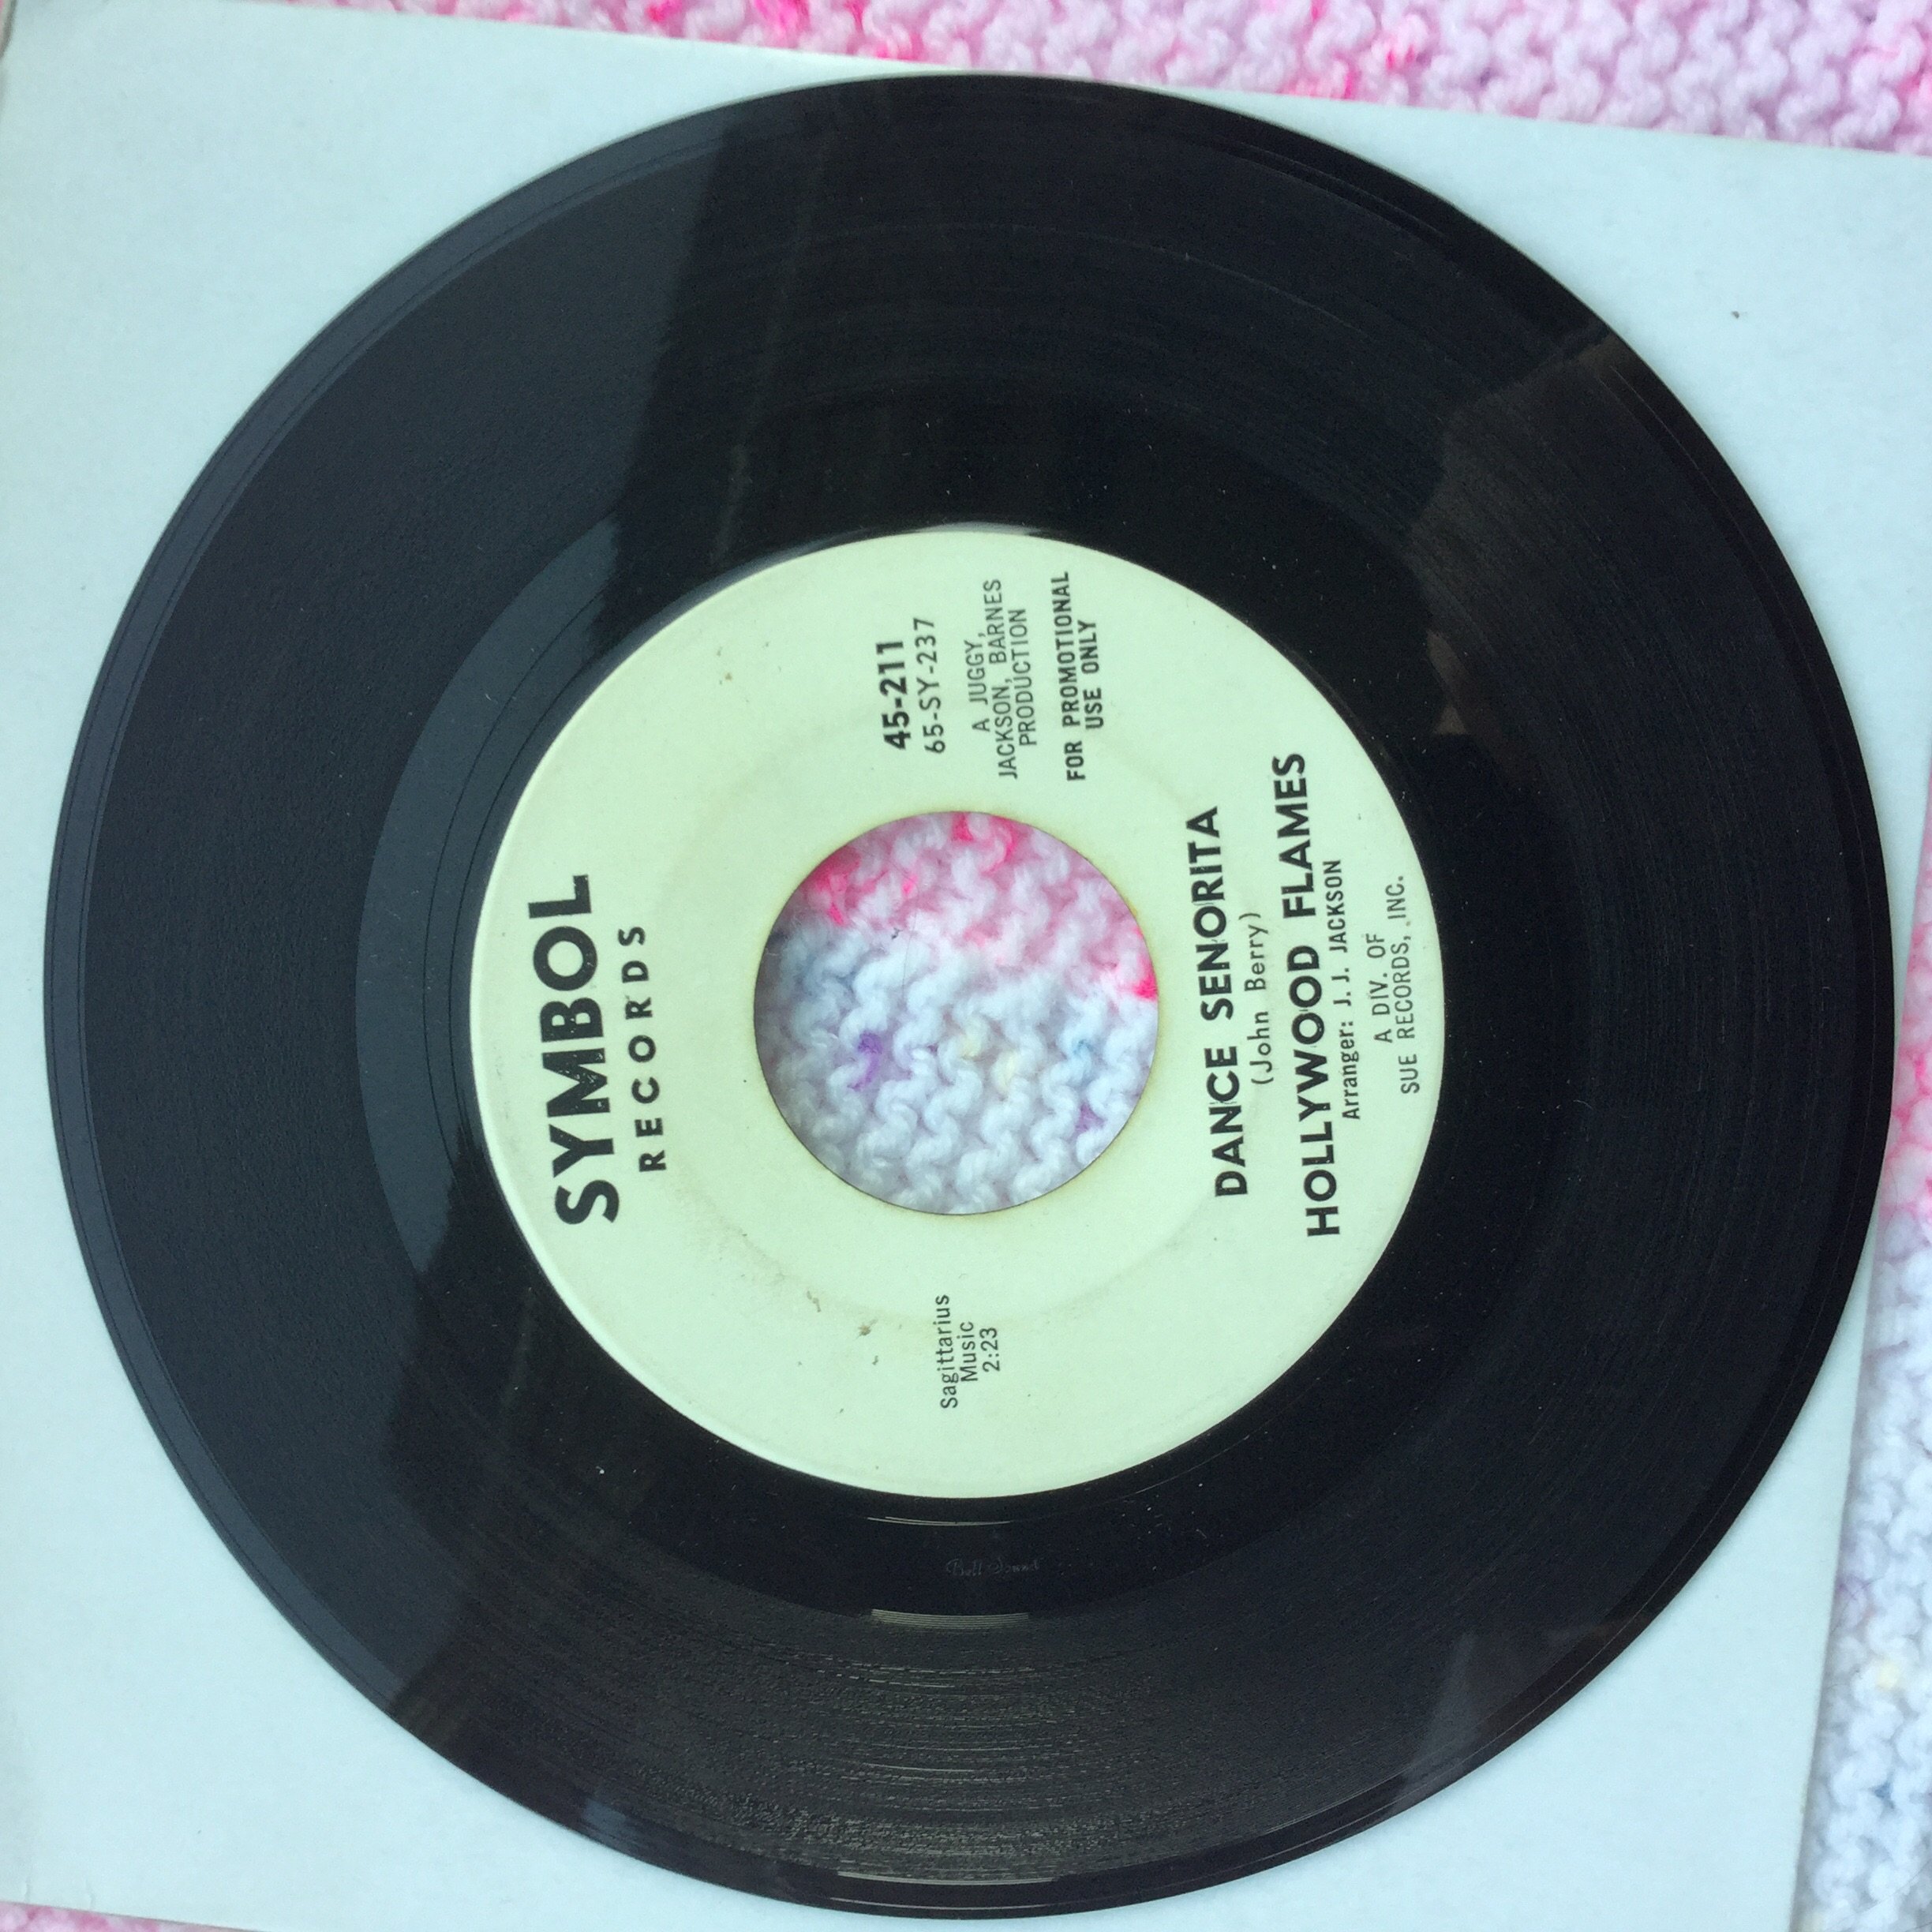 SYMBOL
RECORDS
Sagittarius
Music
2:23
45-211
65-SY-237
A JUGGY,
JACKSON, BARNES
PRODUCTION
FOR PROMOTIONAL
USE ONLY
DANCE SENORITA
(John Berry)
HOLLYWOOD FLAMES
Arranger: J. J. JACKSON
A DIV. OF
SUE RECORDS, INC.
Bell Sound